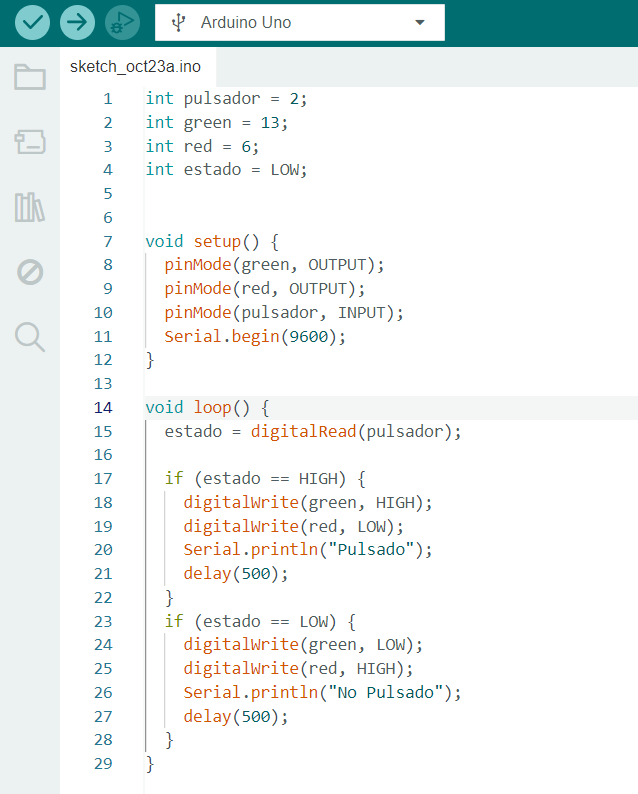 Arduino Uno
sketch_oct23a.ino
1 int pulsador = 2;
2 int green = 13;
3 int red = 6;
4 int estado = LOW;
5
6
7 void setup() {
8   pinMode(green, OUTPUT);
9   pinMode(red, OUTPUT);
10   pinMode(pulsador, INPUT);
11   Serial.begin(9600);
12 }
13
14 void loop() {
15   estado = digitalRead(pulsador);
16
17   if (estado == HIGH) {
18     digitalWrite(green, HIGH);
19     digitalWrite(red, LOW);
20     Serial.println("Pulsado");
21     delay(500);
22   }
23   if (estado == LOW) {
24     digitalWrite(green, LOW);
25     digitalWrite(red, HIGH);
26     Serial.println("No Pulsado");
27     delay(500);
28   }
29 }